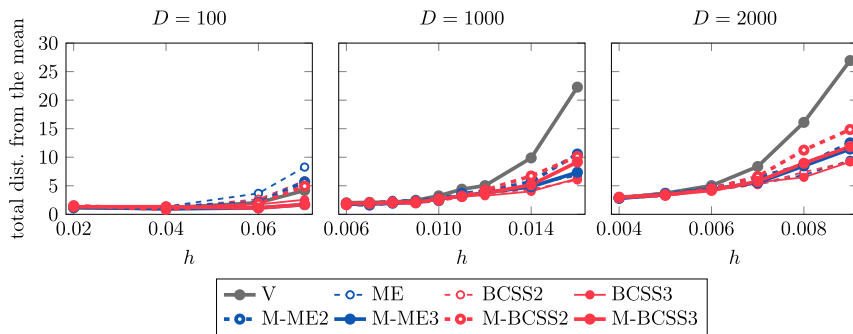 D = 100
D = 1000
D = 2000
total dist. from the mean
30
25
20
15
10
5
0
0.02
0.04
0.06
0.006
0.010
0.014
0.004
0.006
0.008
h
h
h
V
ME
BCSS2
BCSS3
M-ME2
M-ME3
M-BCSS2
M-BCSS3